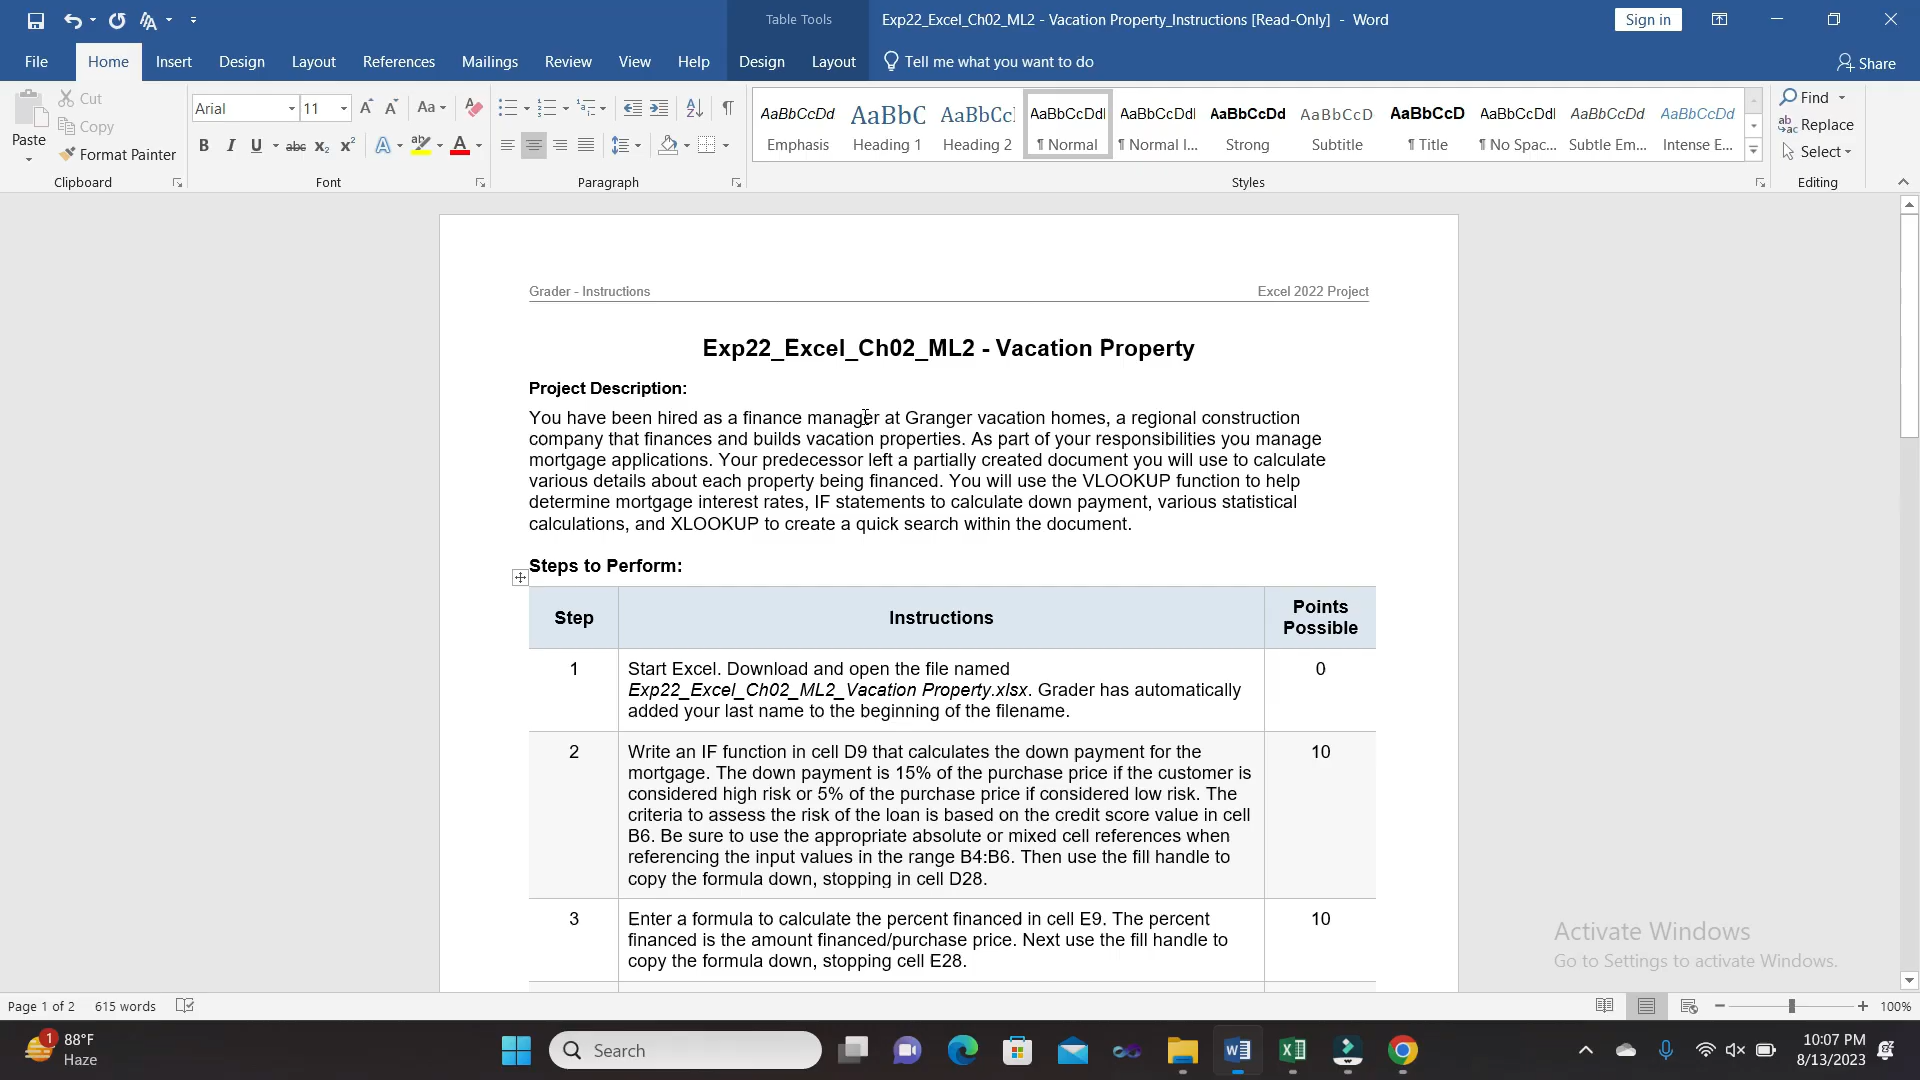 Table Tools
Exp22_Excel_Ch02_ML2 - Vacation Property_Instructions [Read-Only] - Word
Sign in
File Home Insert Design Layout References Mailings Review View Help Design Layout Tell me what you want to do Share
Paste
Cut
Copy
Format Painter
Clipboard
Arial 11
Font
Paragraph
AaBbCcDd AaBbC AaBbCc AaBbCcDd AaBbCcDd AaBbCcDd AaBbCcD AaBbCcD AaBbCcDd AaBbCcDd AaBbCcDd
Emphasis Heading 1 Heading 2 ¶ Normal ¶ Normal I... Strong Subtitle ¶ Title ¶ No Spac... Subtle Em... Intense E...
Styles
Find
Replace
Select
Editing
Grader - Instructions Excel 2022 Project
Exp22_Excel_Ch02_ML2 - Vacation Property
Project Description:
You have been hired as a finance manager at Granger vacation homes, a regional construction
company that finances and builds vacation properties. As part of your responsibilities you manage
mortgage applications. Your predecessor left a partially created document you will use to calculate
various details about each property being financed. You will use the VLOOKUP function to help
determine mortgage interest rates, IF statements to calculate down payment, various statistical
calculations, and XLOOKUP to create a quick search within the document.
Steps to Perform:
Step Instructions Points Possible
1 Start Excel. Download and open the file named 0
Exp22_Excel_Ch02_ML2_Vacation Property.xlsx. Grader has automatically
added your last name to the beginning of the filename.
2 Write an IF function in cell D9 that calculates the down payment for the 10
mortgage. The down payment is 15% of the purchase price if the customer is
considered high risk or 5% of the purchase price if considered low risk. The
criteria to assess the risk of the loan is based on the credit score value in cell
B6. Be sure to use the appropriate absolute or mixed cell references when
referencing the input values in the range B4:B6. Then use the fill handle to
copy the formula down, stopping in cell D28.
3 Enter a formula to calculate the percent financed in cell E9. The percent 10
financed is the amount financed/purchase price. Next use the fill handle to
copy the formula down, stopping cell E28.
Activate Windows
Go to Settings to activate Windows.
Page 1 of 2 615 words 100%
1 88°F
Haze
Search
10:07 PM
8/13/2023